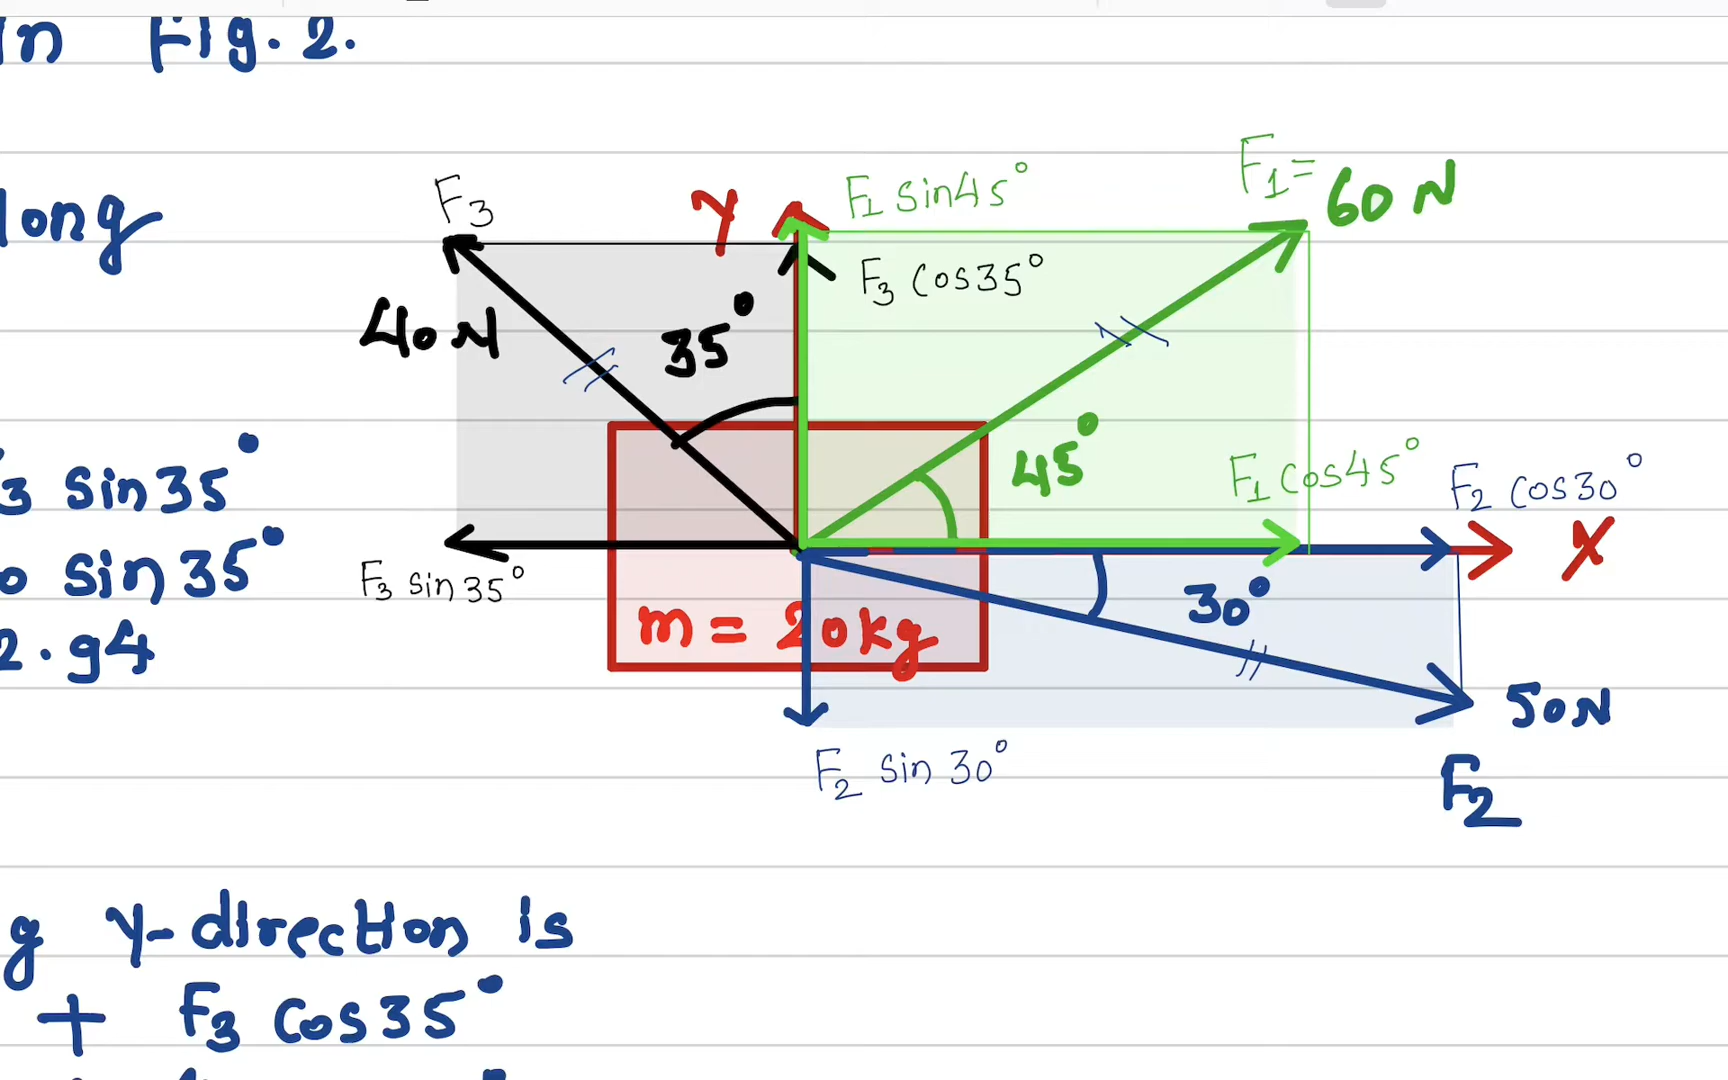 in Fig. 2.
long
F3
Y
F1 sin45°
F1 =
60 N
F3 cos35°
40 N
35°
45°
F1 cos45°
F2 cos30°
X
3 sin35°
0 sin35°
2.94
F3 sin35°
m = 20kg
30°
50N
F2 sin 30°
F2
g Y-direction is
+ F3 cos35°